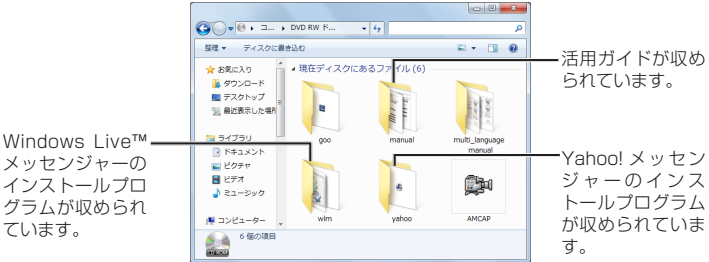 コ... ▸ DVD RW ド...
整理 ▼ ディスクに書き込む
お気に入り
ダウンロード
デスクトップ
最近表示した場所
ライブラリ
ドキュメント
ピクチャ
ビデオ
ミュージック
コンピューター
現在ディスクにあるファイル (6)
goo
manual
multi_language
manual
wlm
yahoo
AMCAP
6 個の項目
CD-ROM
活用ガイドが収め
られています。
Windows Live™
メッセンジャーの
インストールプロ
グラムが収められ
ています。
Yahoo! メッセン
ジャーのインス
トールプログラム
が収められていま
す。